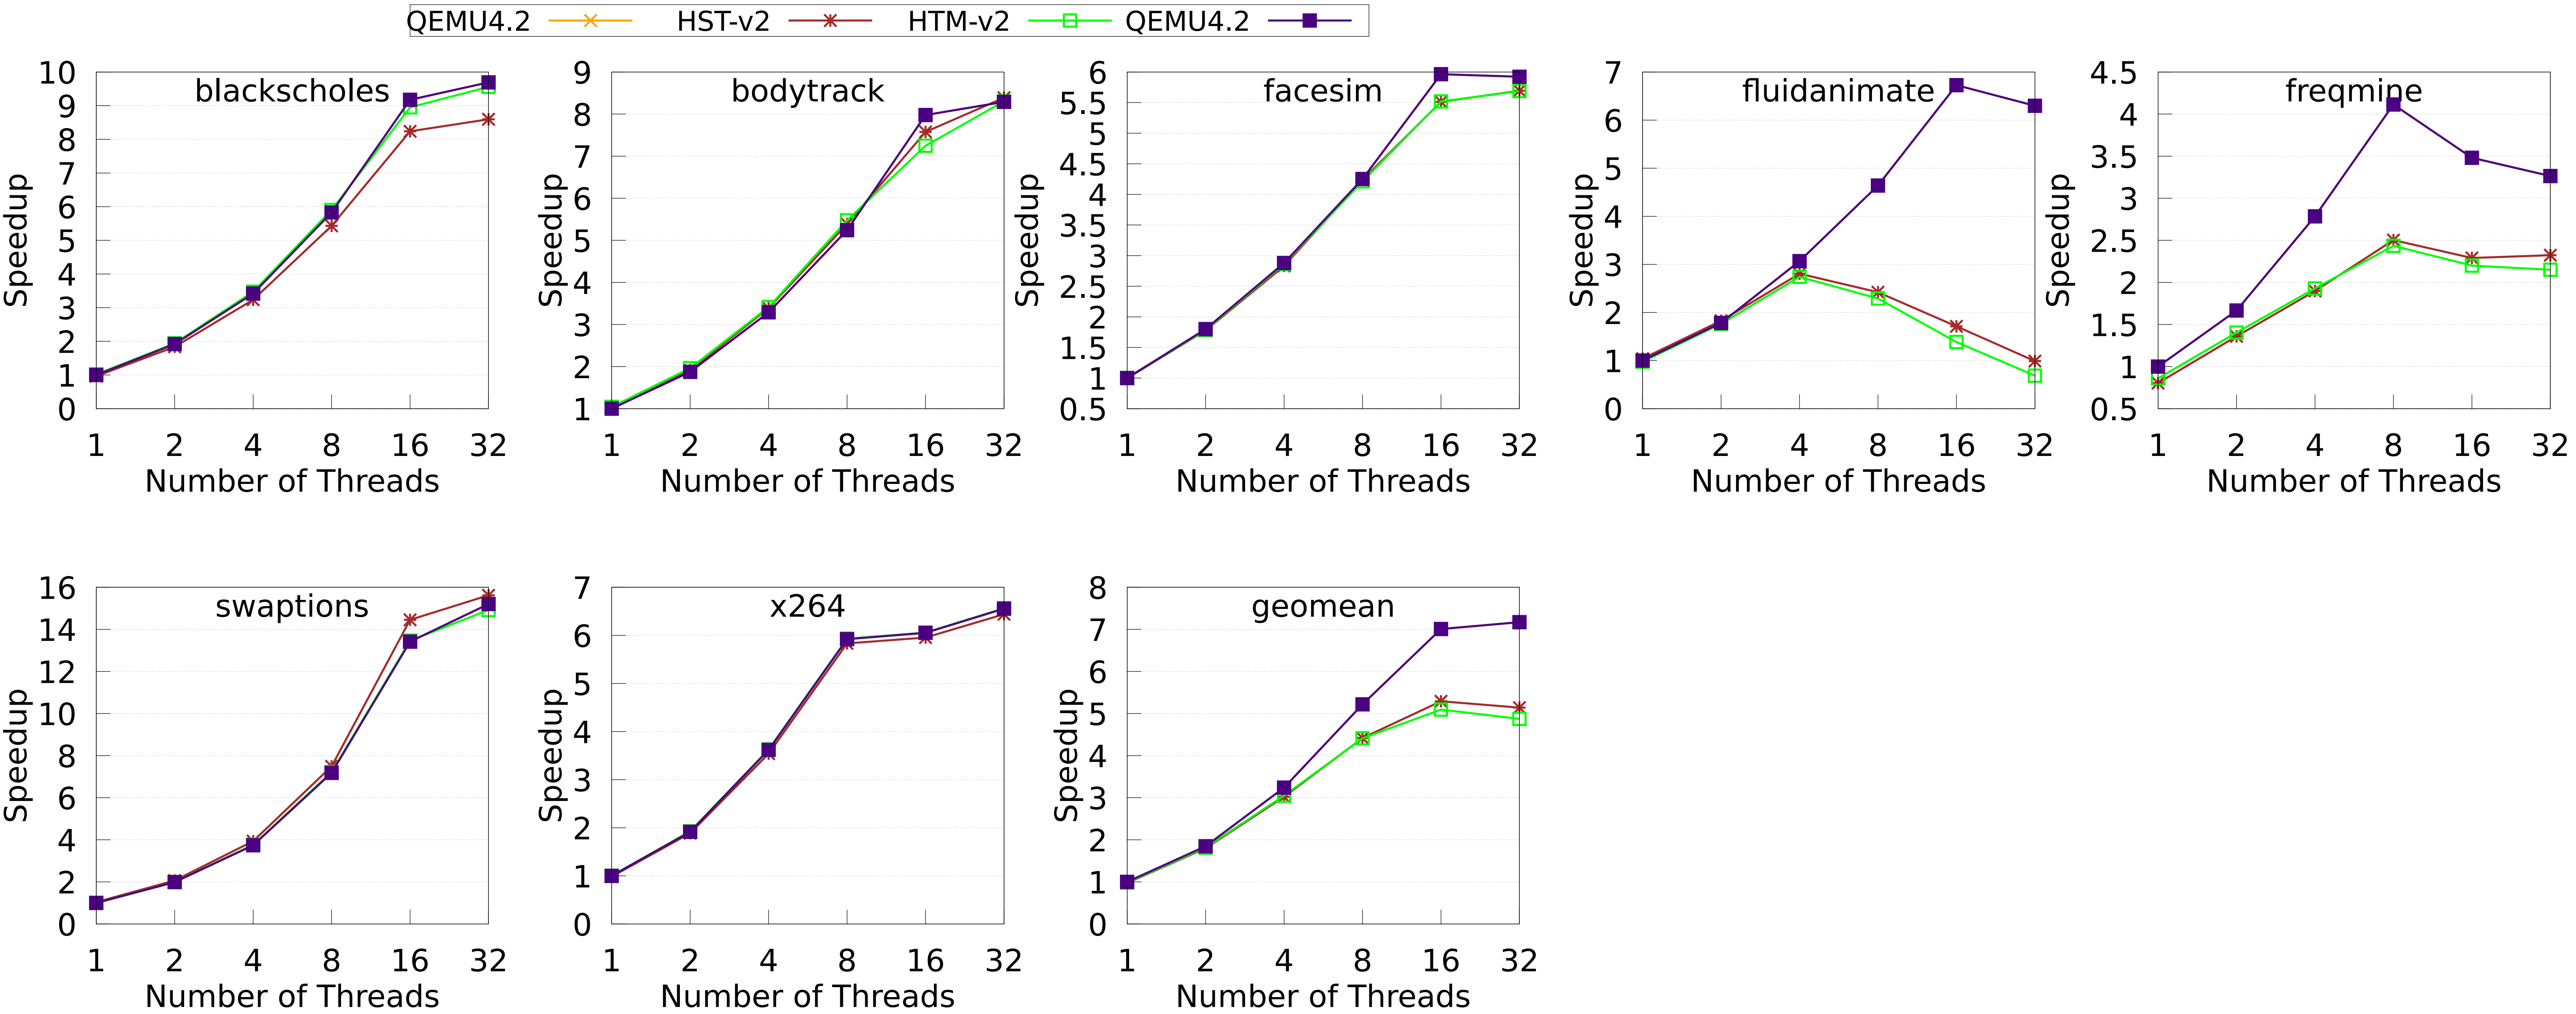 QEMU4.2 HST-v2 HTM-v2 QEMU4.2
blackscholes
Speedup
10
9
8
7
6
5
4
3
2
1
0
1 2 4 8 16 32
Number of Threads
bodytrack
Speedup
9
8
7
6
5
4
3
2
1
1 2 4 8 16 32
Number of Threads
facesim
Speedup
6
5.5
5
4.5
4
3.5
3
2.5
2
1.5
1
0.5
1 2 4 8 16 32
Number of Threads
fluidanimate
Speedup
7
6
5
4
3
2
1
0
1 2 4 8 16 32
Number of Threads
freqmine
Speedup
4.5
4
3.5
3
2.5
2
1.5
1
0.5
1 2 4 8 16 32
Number of Threads
swaptions
Speedup
16
14
12
10
8
6
4
2
0
1 2 4 8 16 32
Number of Threads
x264
Speedup
7
6
5
4
3
2
1
0
1 2 4 8 16 32
Number of Threads
geomean
Speedup
8
7
6
5
4
3
2
1
0
1 2 4 8 16 32
Number of Threads